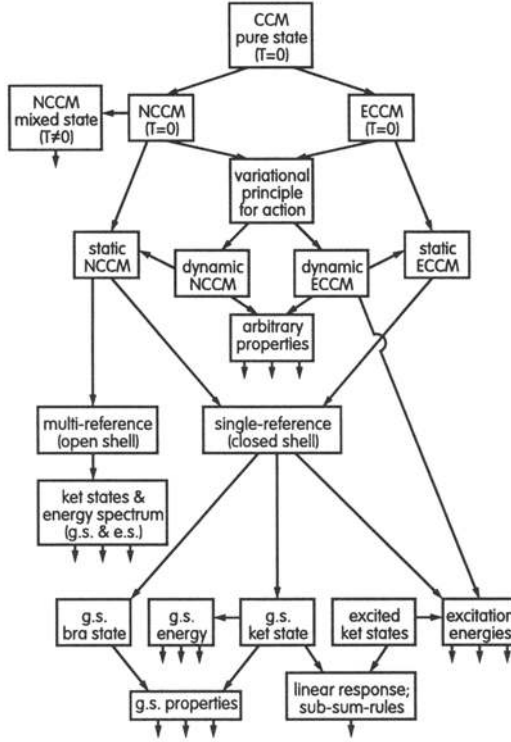 CCM
pure state
(T=0)
NCCM
mixed state
(T≠0)
NCCM
(T=0)
ECCM
(T=0)
variational
principle
for action
static
NCCM
dynamic
NCCM
dynamic
ECCM
static
ECCM
arbitrary
properties
multi-reference
(open shell)
single-reference
(closed shell)
ket states &
energy spectrum
(g.s. & e.s.)
g.s.
bra state
g.s.
energy
g.s.
ket state
excited
ket states
excitation
energies
g.s. properties
linear response;
sub-sum-rules